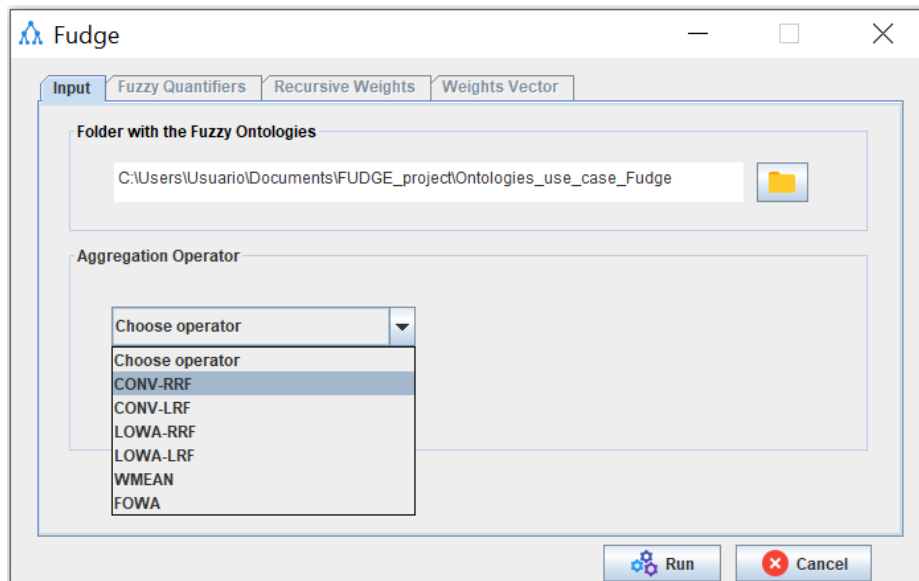 Fudge
Input Fuzzy Quantifiers Recursive Weights Weights Vector
Folder with the Fuzzy Ontologies
C:\Users\Usuario\Documents\FUDGE_project\Ontologies_use_case_Fudge
Aggregation Operator
Choose operator
Choose operator
CONV-RRF
CONV-LRF
LOWA-RRF
LOWA-LRF
WMEAN
FOWA
Run Cancel